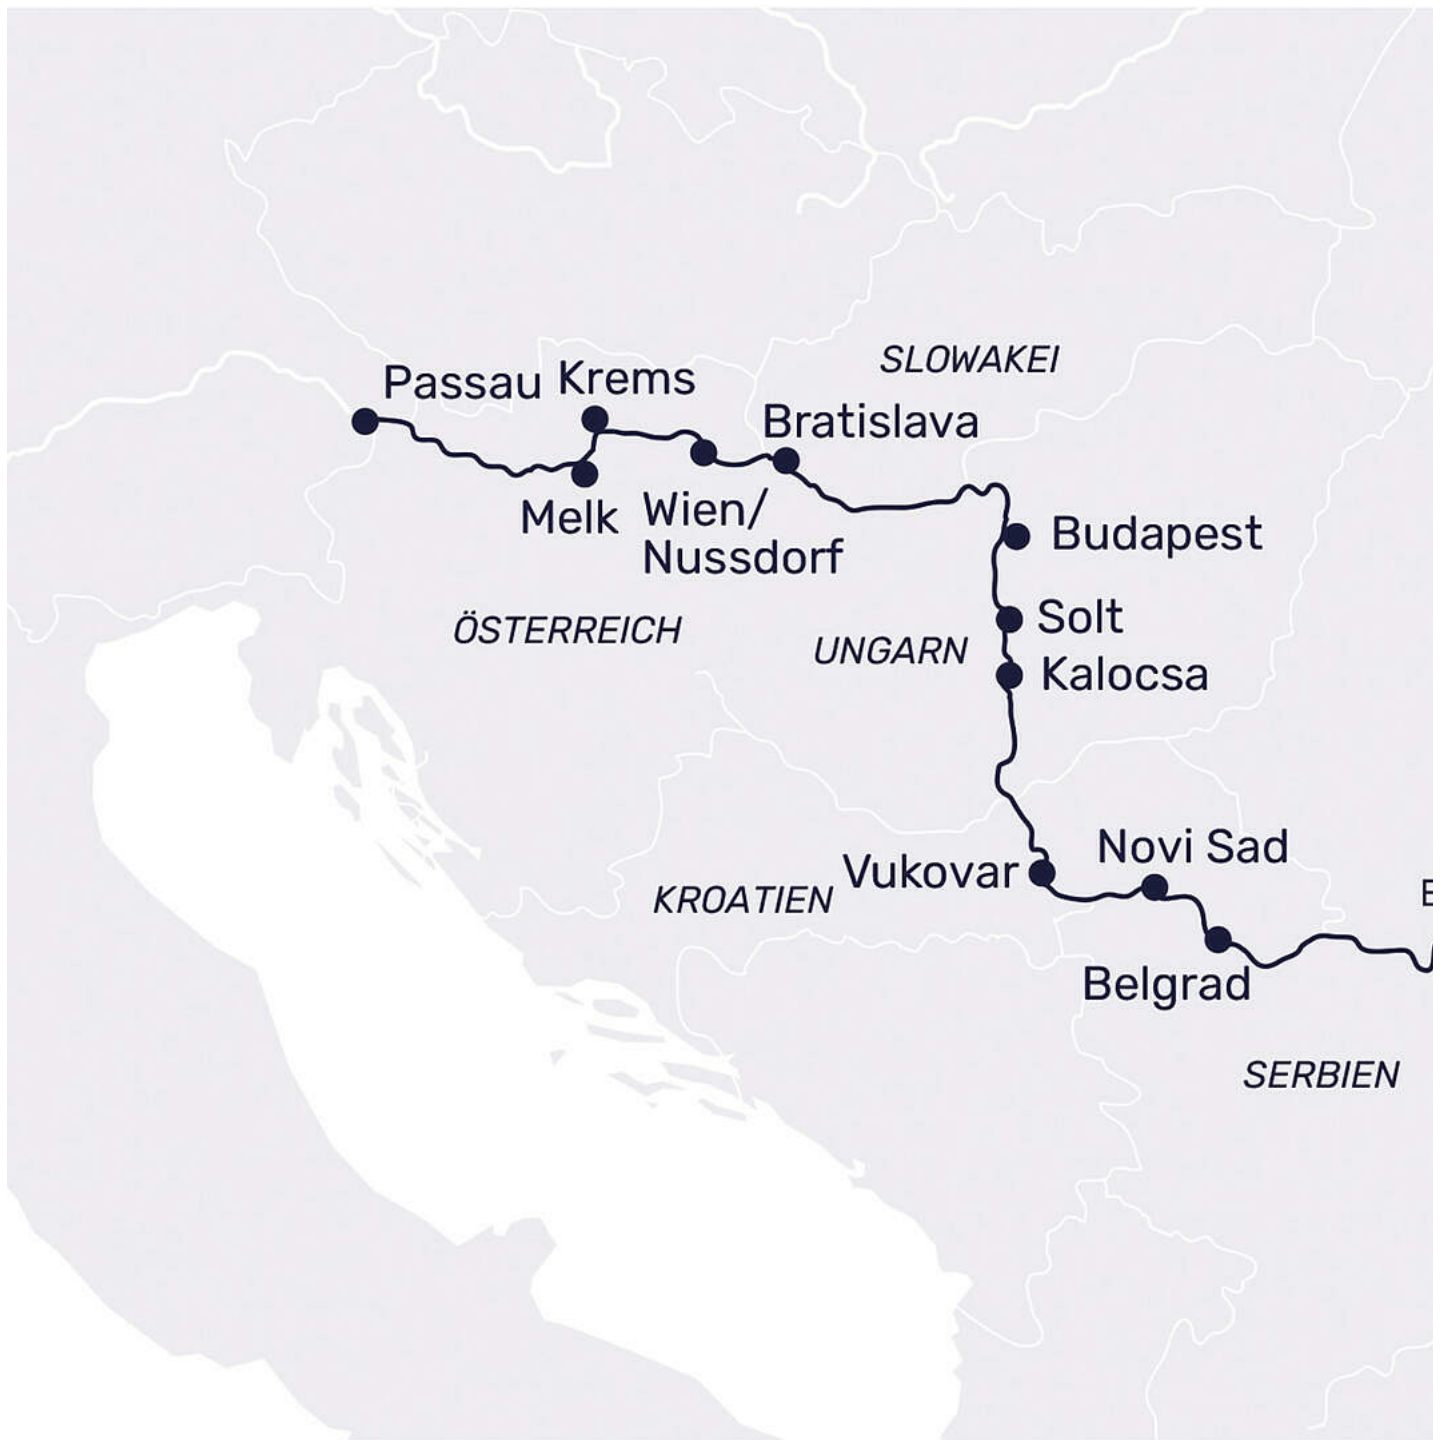 SLOWAKEI
Passau
Krems
Bratislava
Melk
Wien/
Nussdorf
Budapest
Solt
Kalocsa
ÖSTERREICH
UNGARN
Novi Sad
Vukovar
KROATIEN
Belgrad
SERBIEN